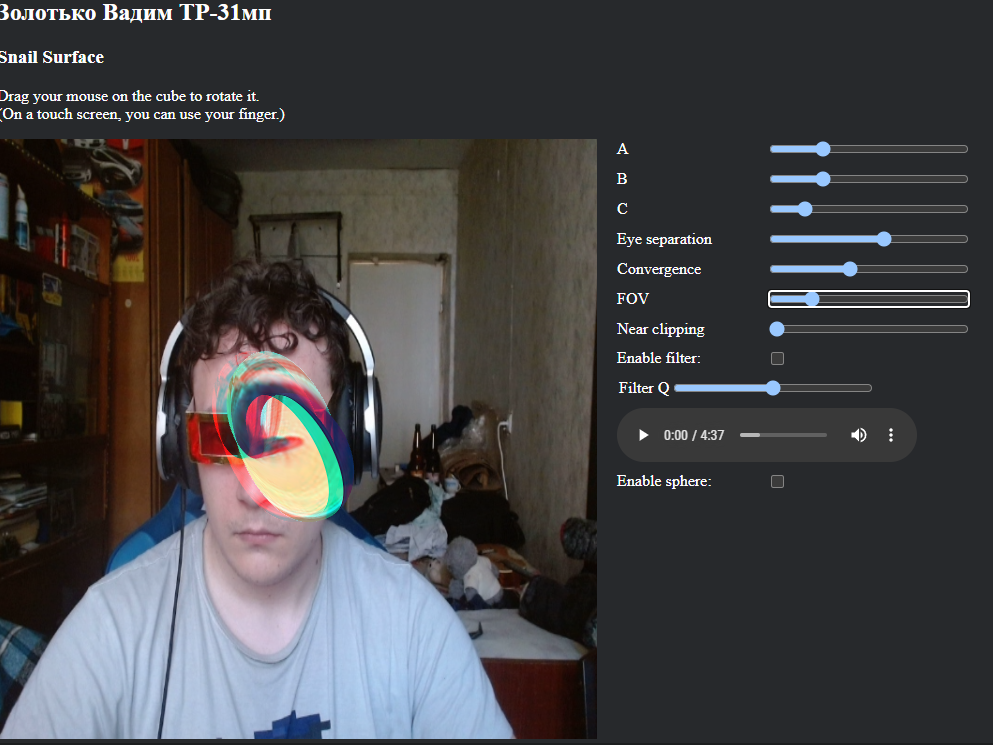 Золотько Вадим ТР-31мп
Snail Surface
Drag your mouse on the cube to rotate it.
(On a touch screen, you can use your finger.)
A
B
C
Eye separation
Convergence
FOV
Near clipping
Enable filter:
Filter Q
0:00 / 4:37
Enable sphere: